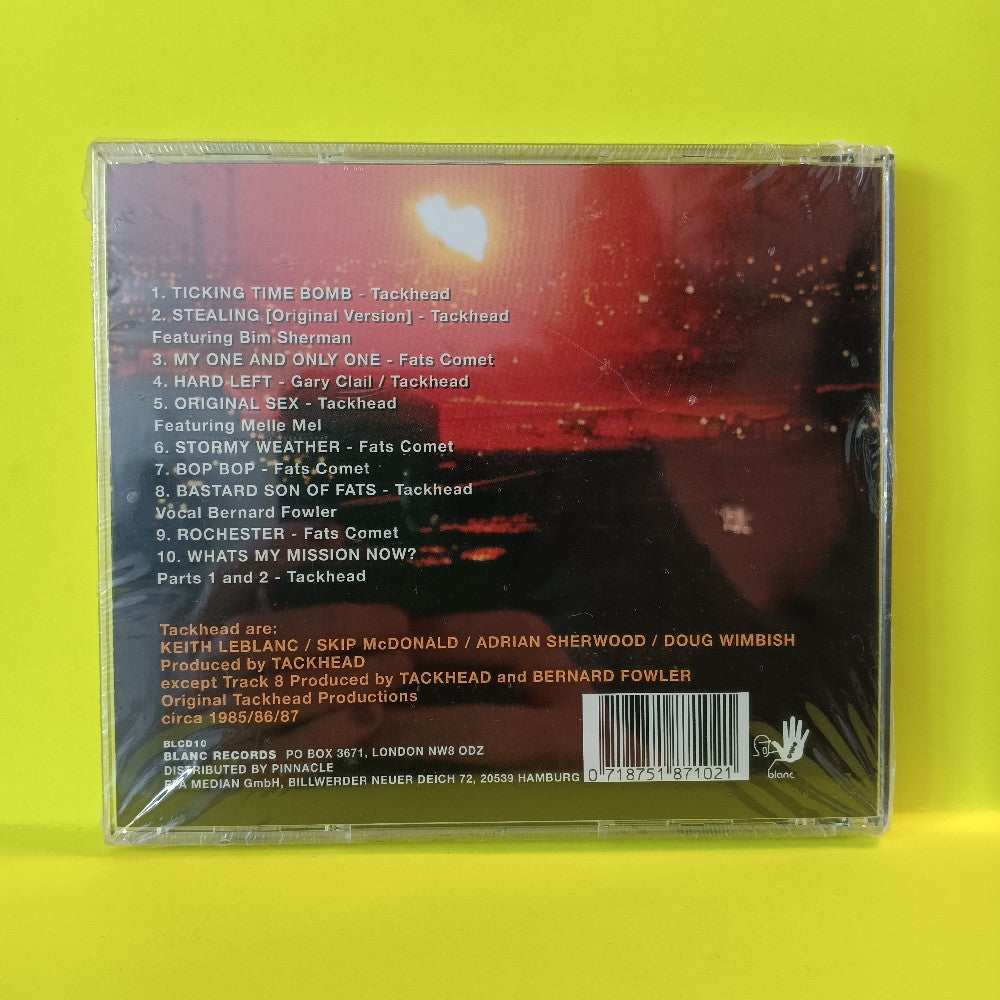 1. TICKING TIME BOMB - Tackhead
2. STEALING [Original Version] - Tackhead
Featuring Bim Sherman
3. MY ONE AND ONLY ONE - Fats Comet
4. HARD LEFT - Gary Clail / Tackhead
5. ORIGINAL SEX - Tackhead
Featuring Melle Mel
6. STORMY WEATHER - Fats Comet
7. BOP BOP - Fats Comet
8. BASTARD SON OF FATS - Tackhead
Vocal Bernard Fowler
9. ROCHESTER - Fats Comet
10. WHATS MY MISSION NOW?
Parts 1 and 2 - Tackhead
Tackhead are:
KEITH LEBLANC / SKIP McDONALD / ADRIAN SHERWOOD / DOUG WIMBISH
Produced by TACKHEAD
except Track 8 Produced by TACKHEAD and BERNARD FOWLER
Original Tackhead Productions
circa 1985/86/87
BLCD10
BLANC RECORDS PO BOX 3671, LONDON NW8 ODZ
DISTRIBUTED BY PINNACLE
EFA MEDIAN GmbH, BILLWERDER NEUER DEICH 72, 20539 HAMBURG
0 718751 871021
blanc